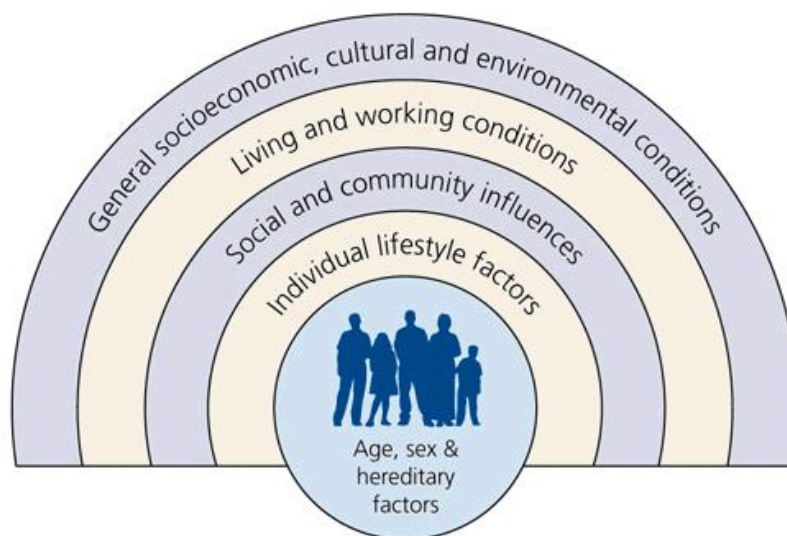 General socioeconomic, cultural and environmental conditions
Living and working conditions
Social and community influences
Individual lifestyle factors
Age, sex &
hereditary
factors